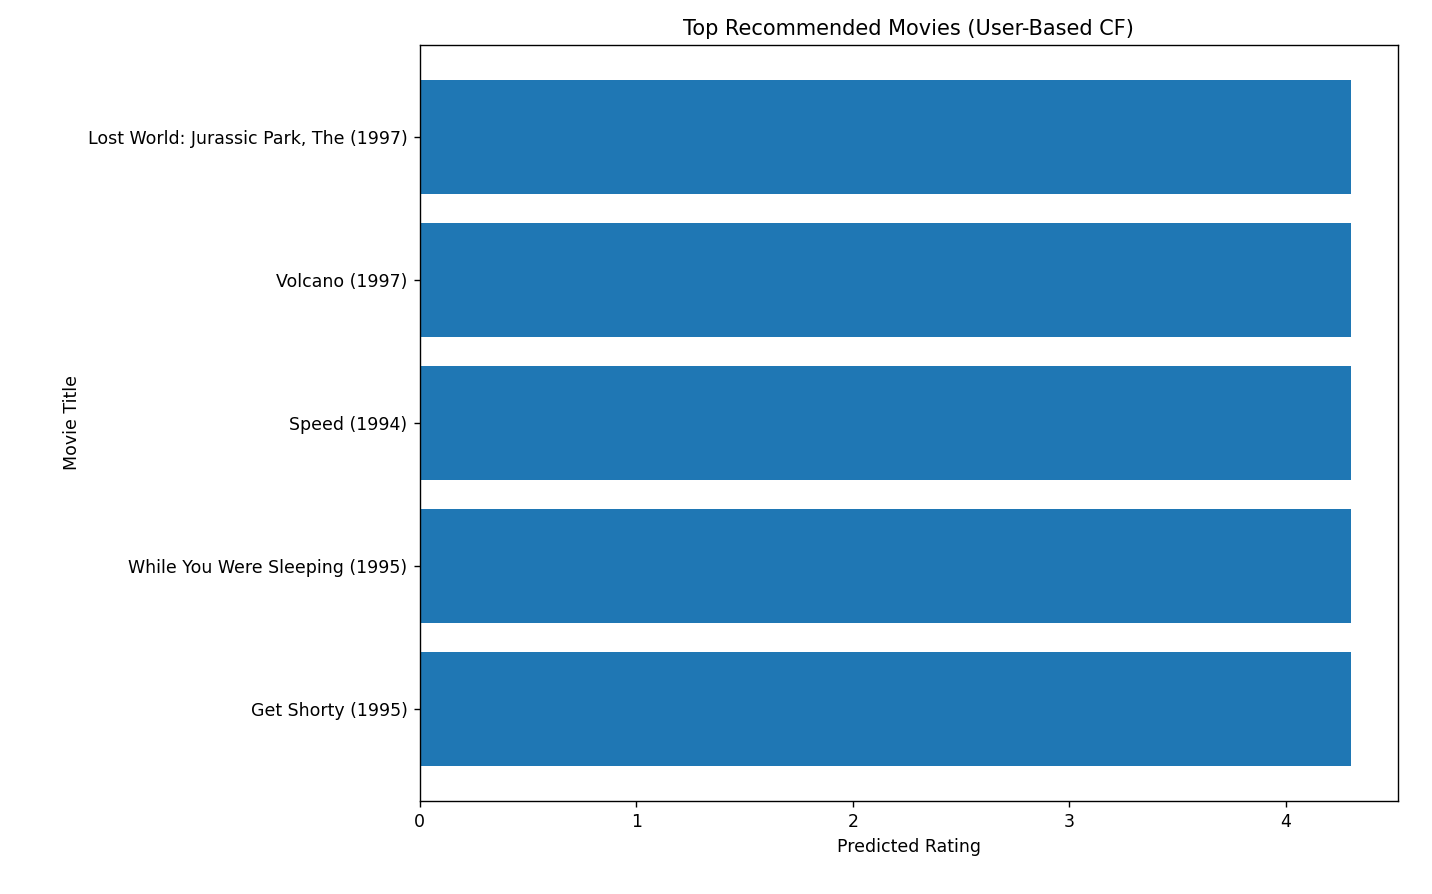 Top Recommended Movies (User-Based CF)
Lost World: Jurassic Park, The (1997)
Volcano (1997)
Speed (1994)
While You Were Sleeping (1995)
Get Shorty (1995)
Movie Title
0 1 2 3 4
Predicted Rating